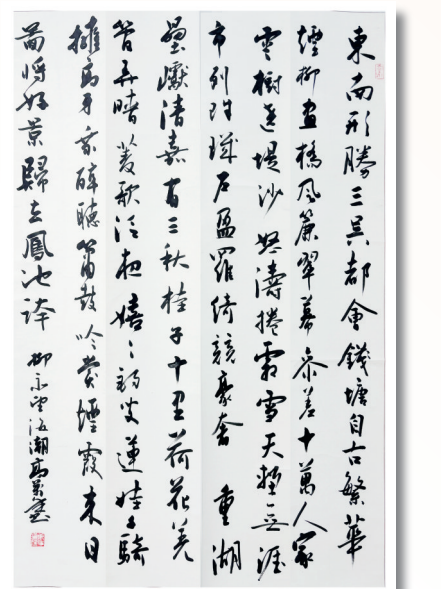 東南形勝三吳都會錢塘自古繁華
煙柳畫橋風簾翠幕參差十萬人家
雲樹遶堤沙怒濤捲霜雪天塹無涯
市列珠璣戶盈羅綺競豪奢 重湖
疊巘清嘉有三秋桂子十里荷花羌
管弄晴菱歌泛夜嬉〻釣叟蓮娃千騎
擁高牙乘醉聽簫鼓吟賞煙霞來日
圖將好景歸去鳳池誇 柳永望海潮高